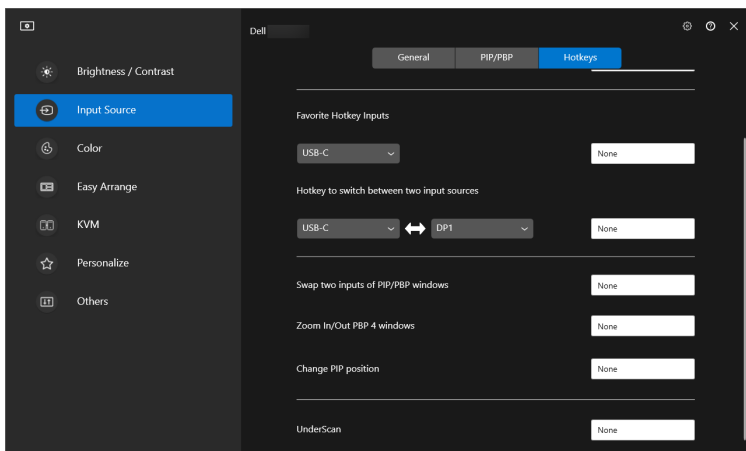 Dell
General PIP/PBP Hotkeys
Brightness / Contrast
Input Source
Color
Easy Arrange
KVM
Personalize
Others
Favorite Hotkey Inputs
USB-C None
Hotkey to switch between two input sources
USB-C DP1 None
Swap two inputs of PIP/PBP windows None
Zoom In/Out PBP 4 windows None
Change PIP position None
UnderScan None